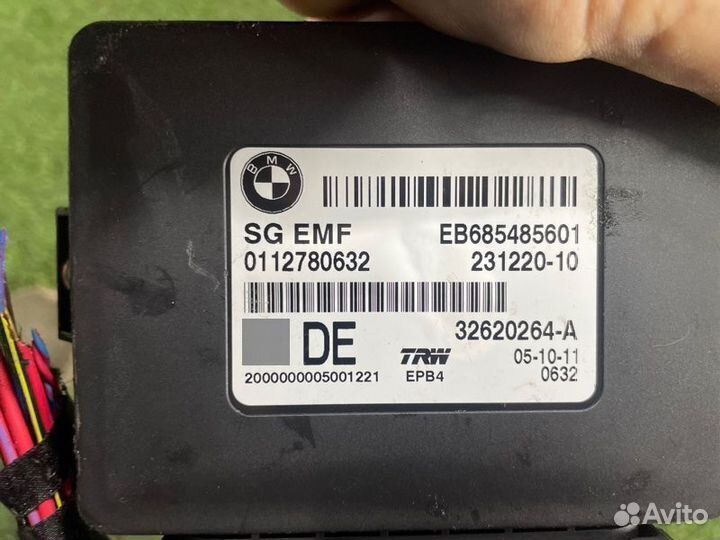 BMW
SG EMF EB685485601
0112780632 231220-10
32620264-A
DE TRW 05-10-11
2000000005001221 EPB4 0632
Avito